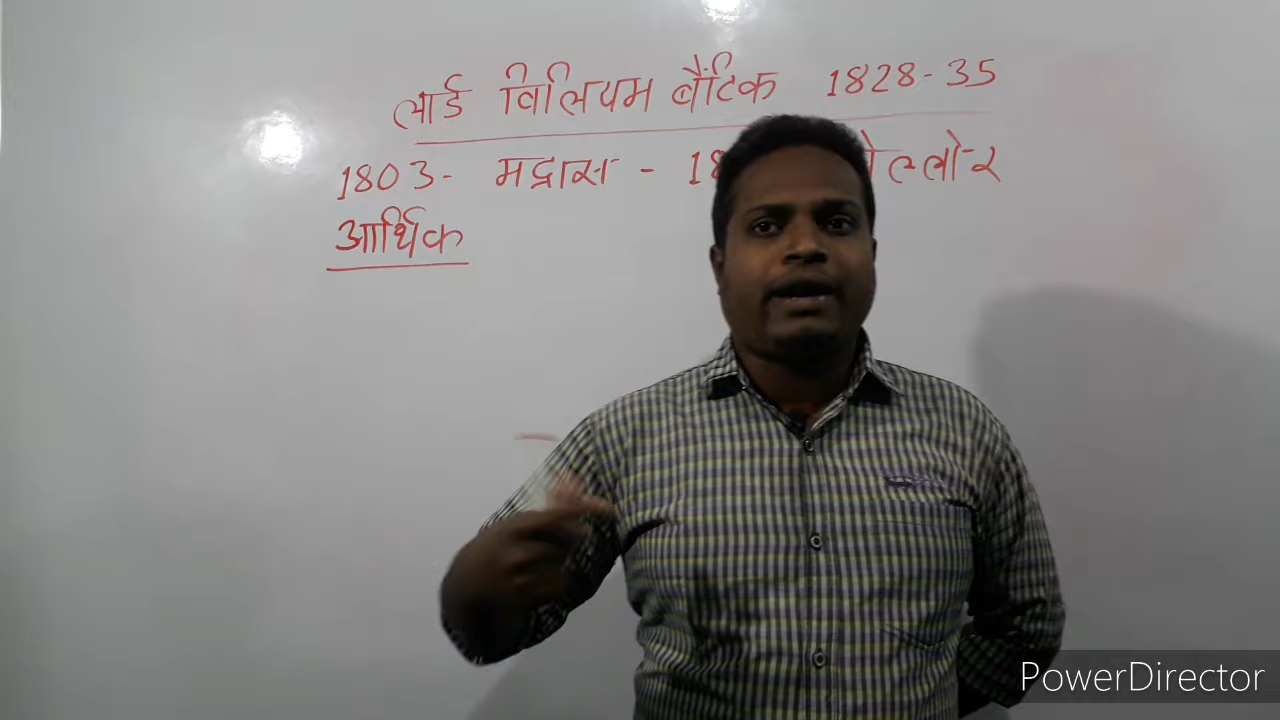 लार्ड विलियम बैंटिक 1828-35
1803- मद्रास - 18 वेल्लोर
आर्थिक
PowerDirector